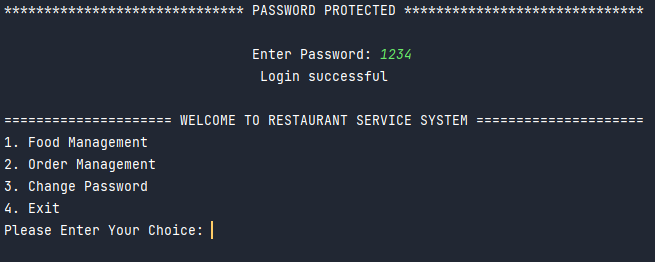 ****************************** PASSWORD PROTECTED ******************************
Enter Password: 1234
Login successful
===================== WELCOME TO RESTAURANT SERVICE SYSTEM =====================
1. Food Management
2. Order Management
3. Change Password
4. Exit
Please Enter Your Choice: